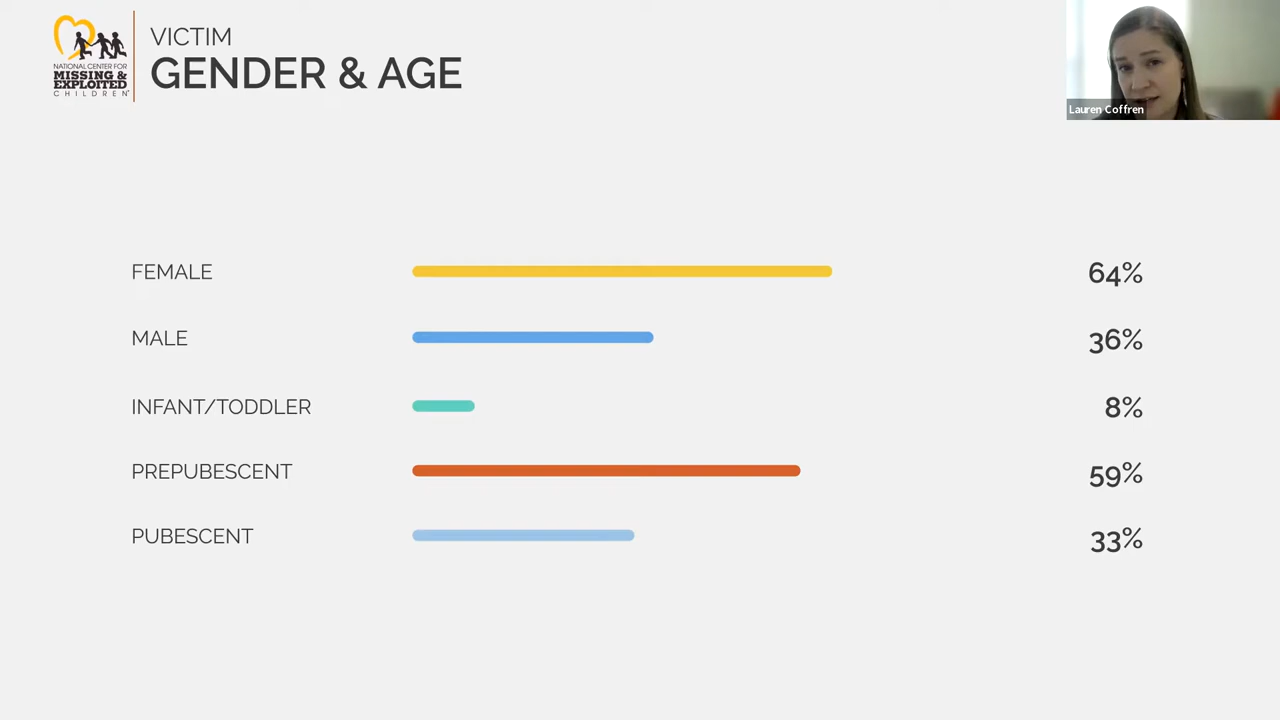 NATIONAL CENTER FOR
MISSING &
EXPLOITED
CHILDREN
VICTIM
GENDER & AGE
Lauren Coffren
FEMALE 64%
MALE 36%
INFANT/TODDLER 8%
PREPUBESCENT 59%
PUBESCENT 33%